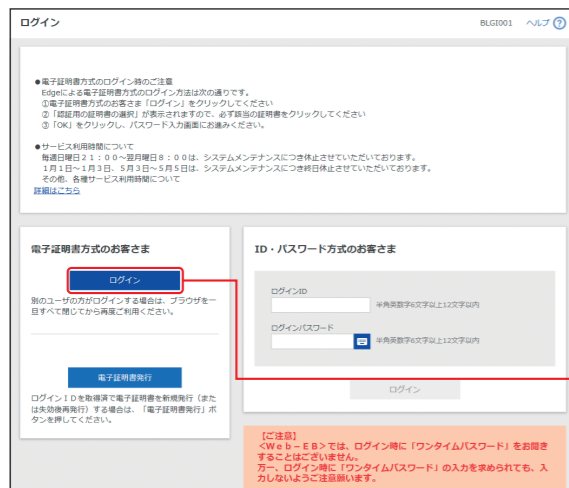 ログイン
BLGI001 ヘルプ ?
●電子証明書方式のログイン時のご注意
Edgeによる電子証明書方式のログイン方法は次の通りです。
①電子証明書方式のお客さま「ログイン」をクリックしてください
②「認証用の証明書の選択」が表示されますので、必ず該当の証明書をクリックしてください
③「OK」をクリックし、パスワード入力画面にお進みください。
●サービス利用時間について
毎週日曜日２１：００～翌月曜日８：００は、システムメンテナンスにつき休止させていただいております。
１月１日～１月３日、５月３日～５月５日は、システムメンテナンスにつき終日休止させていただいております。
その他、各種サービス利用時間について
詳細はこちら
電子証明書方式のお客さま
ログイン
別のユーザの方がログインする場合は、ブラウザを一
旦すべて閉じてから再度ご利用ください。
電子証明書発行
ログインＩＤを取得済で電子証明書を新規発行（また
は失効後再発行）する場合は、「電子証明書発行」ボ
タンを押してください。
ID・パスワード方式のお客さま
ログインID
半角英数字6文字以上12文字以内
ログインパスワード
半角英数字6文字以上12文字以内
ログイン
【ご注意】
＜Ｗｅｂ－ＥＢ＞では、ログイン時に「ワンタイムパスワード」をお聞き
することはございません。
万一、ログイン時に「ワンタイムパスワード」の入力を求められても、入
力しないようご注意願います。